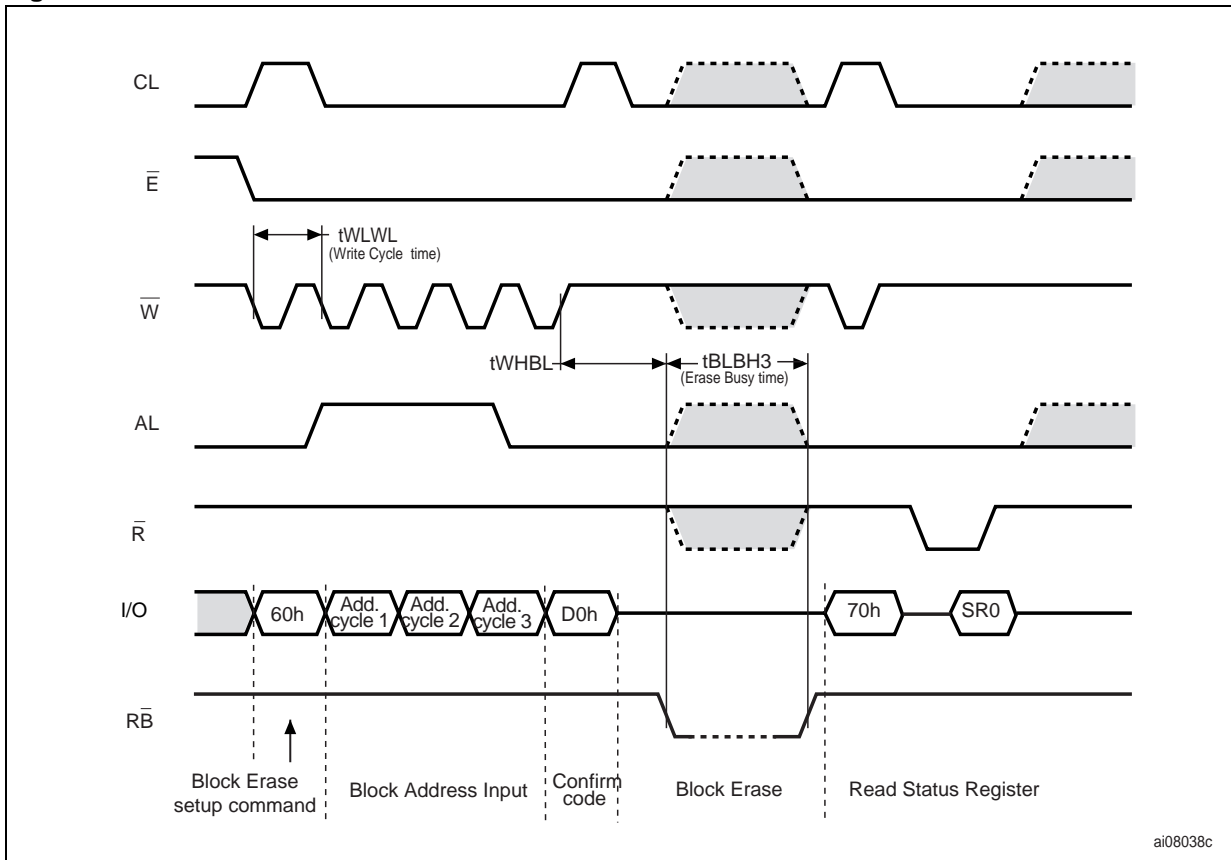 CL
E
tWLWL
(Write Cycle time)
W
tWHBL
tBLBH3
(Erase Busy time)
AL
R
I/O
60h
Add.
cycle 1
Add.
cycle 2
Add.
cycle 3
D0h
70h
SR0
RB
Block Erase
setup command
Block Address Input
Confirm
code
Block Erase
Read Status Register
ai08038c